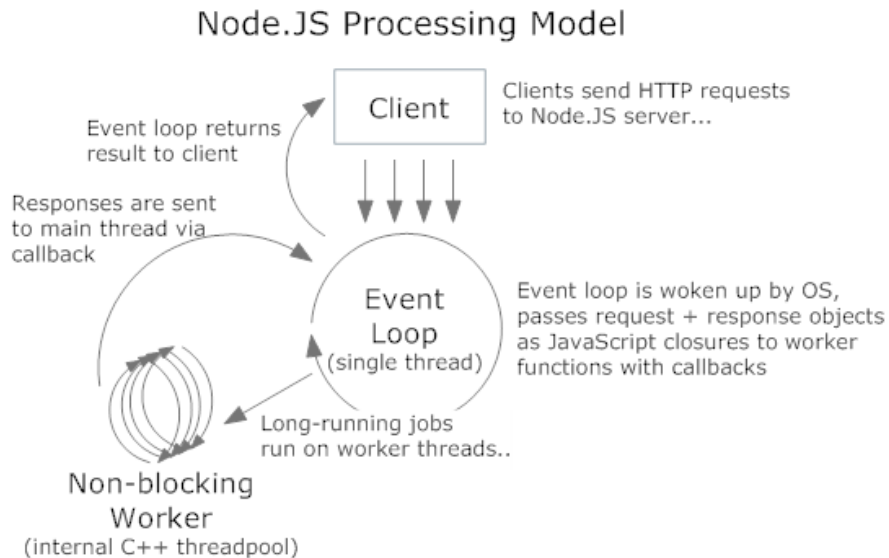 Node.JS Processing Model
Client
Clients send HTTP requests
to Node.JS server...
Event loop returns
result to client
Responses are sent
to main thread via
callback
Event
Loop
(single thread)
Event loop is woken up by OS,
passes request + response objects
as JavaScript closures to worker
functions with callbacks
Long-running jobs
run on worker threads..
Non-blocking
Worker
(internal C++ threadpool)